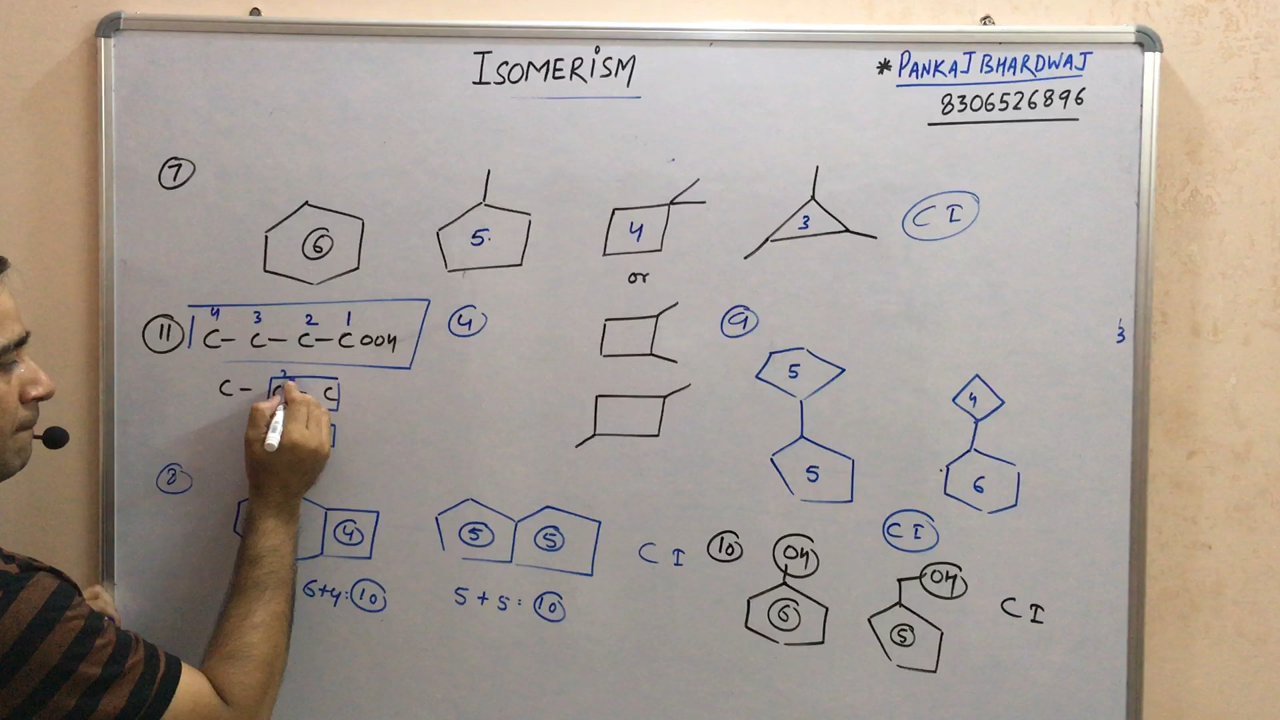 ISOMERISM
* PANKAJ BHARDWAJ
8306526896
7
6
5.
4
3
CI
or
11
4 3 2 1
C- C- C-COOH
4
9
C- C- C
5
5
4
6
CI
3
8
4
6+4:10
5
5
5+5:10
CI
10
OH
6
OH
5
CI